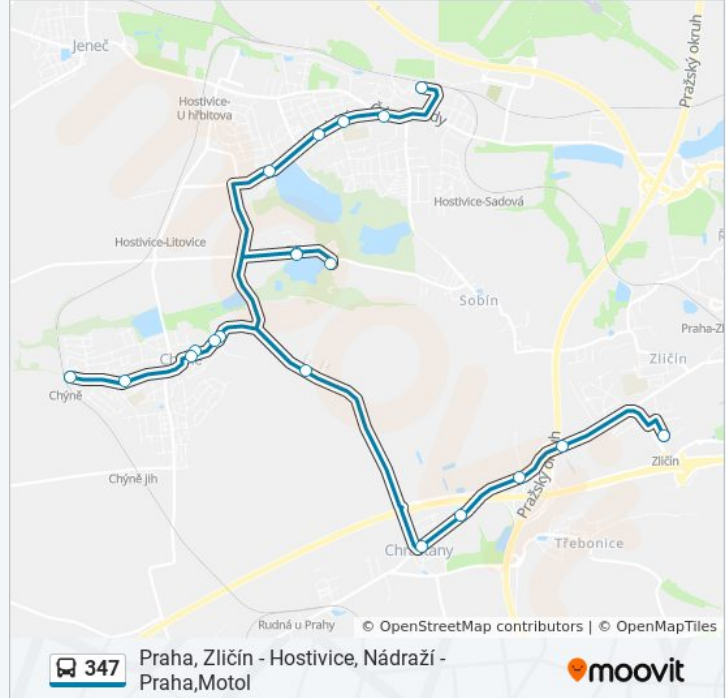 Jeneč
Pražský okruh
Hostivice-
U hřbitova
Hostivice-Sadová
Hostivice-Litovice
Sobín
Praha-Zl
Zličín
Chýně
Zličín
Chýně Jih
Pražský okruh
Třebonice
Rudná u Prahy
© OpenStreetMap contributors | © OpenMapTiles
347
Praha, Zličín - Hostivice, Nádraží -
Praha,Motol
moovit